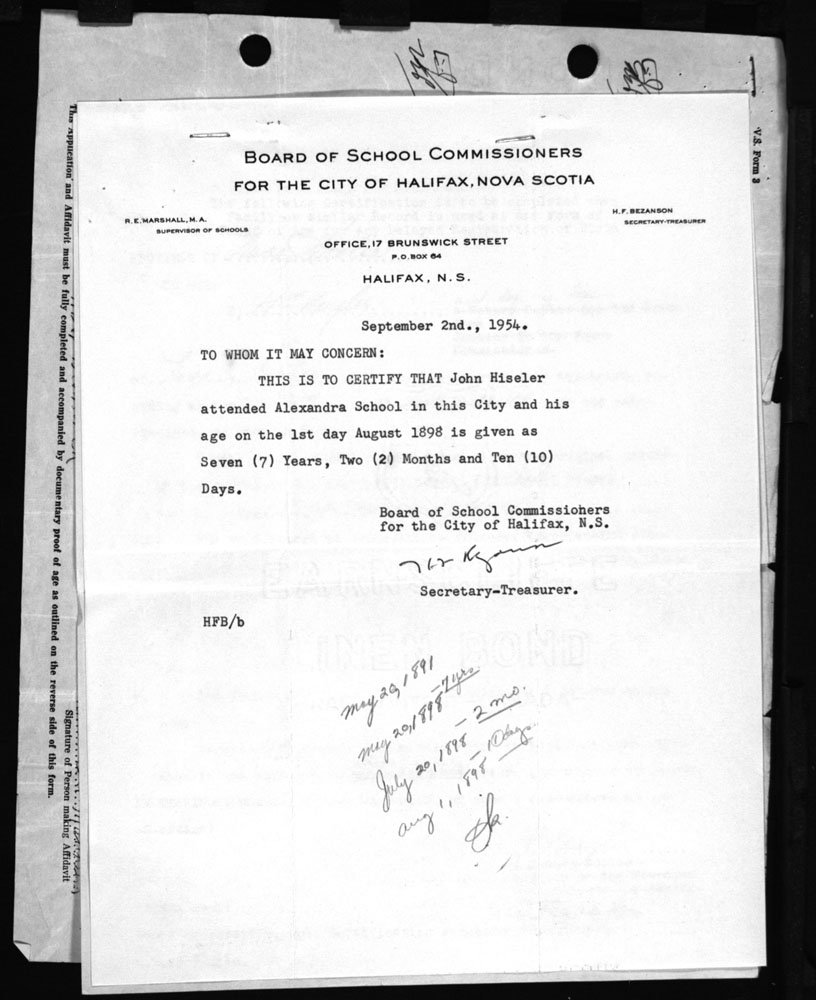 BOARD OF SCHOOL COMMISSIONERS
FOR THE CITY OF HALIFAX, NOVA SCOTIA
R.E. MARSHALL, M.A.
SUPERVISOR OF SCHOOLS
H.F. BEZANSON
SECRETARY-TREASURER
OFFICE, 17 BRUNSWICK STREET
P.O. BOX 64
HALIFAX, N.S.
September 2nd., 1954.
TO WHOM IT MAY CONCERN:
THIS IS TO CERTIFY THAT John Hiseler
attended Alexandra School in this City and his
age on the 1st day August 1898 is given as
Seven (7) Years, Two (2) Months and Ten (10)
Days.
Board of School Commissioners
for the City of Halifax, N.S.
Secretary-Treasurer.
HFB/b
may 20, 1891
may 20, 1898 - 7 yrs
July 20, 1898 - 2 mo.
aug 1, 1898 - 10 days.
This Application and Affidavit must be fully completed and accompanied by documentary proof of age as outlined on the reverse side of this form.
Signature of Person making Affidavit
V.S. Form 3